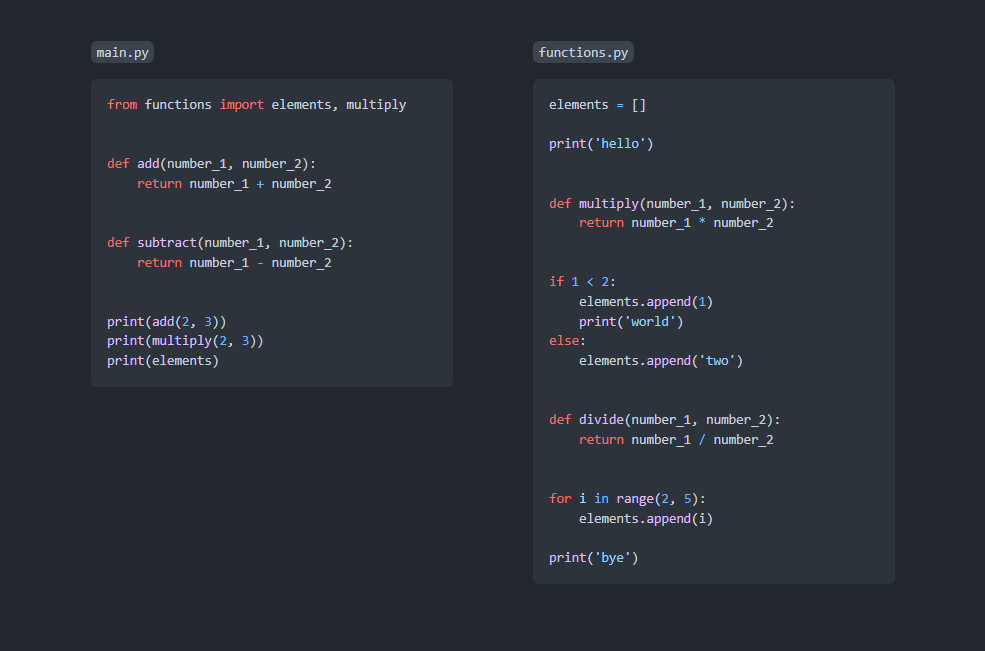 main.py
from functions import elements, multiply
def add(number_1, number_2):
    return number_1 + number_2
def subtract(number_1, number_2):
    return number_1 - number_2
print(add(2, 3))
print(multiply(2, 3))
print(elements)
functions.py
elements = []
print('hello')
def multiply(number_1, number_2):
    return number_1 * number_2
if 1 < 2:
    elements.append(1)
    print('world')
else:
    elements.append('two')
def divide(number_1, number_2):
    return number_1 / number_2
for i in range(2, 5):
    elements.append(i)
print('bye')